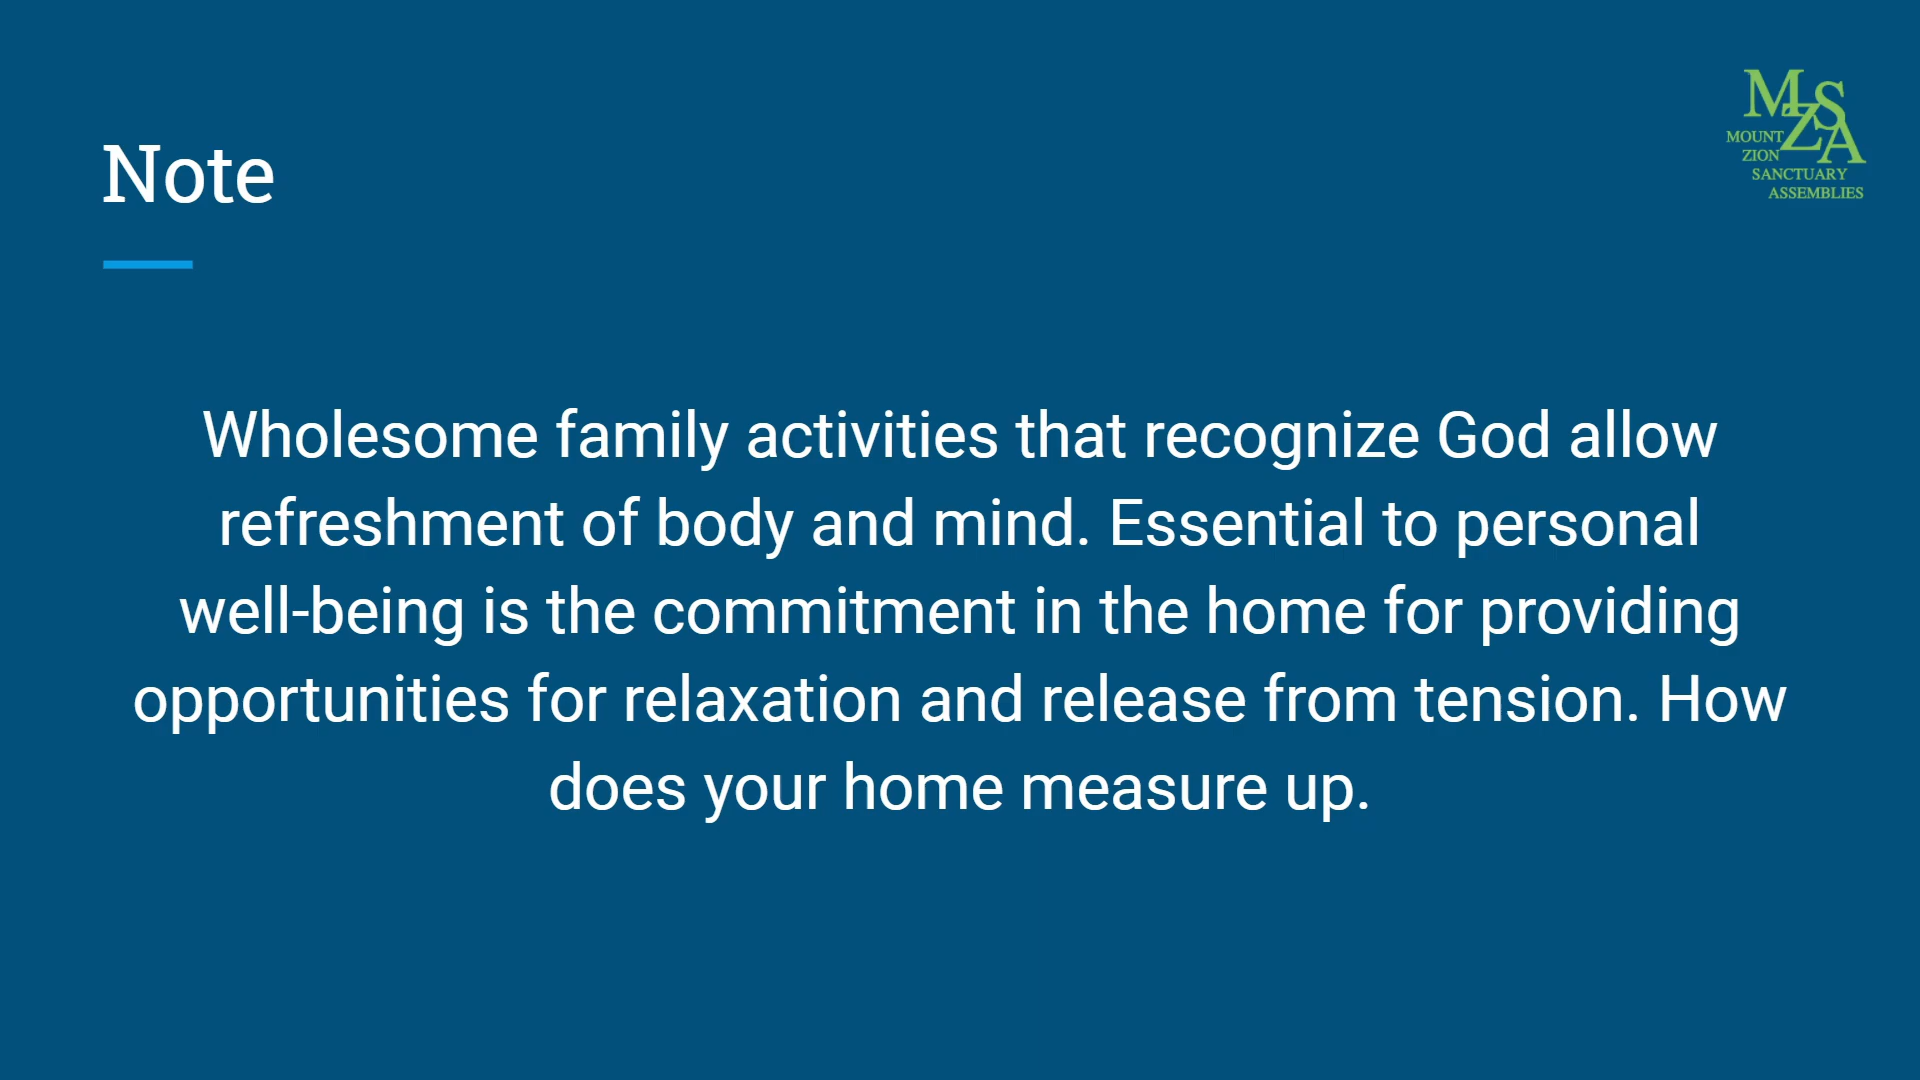 Note
MZSA
MOUNT
ZION
SANCTUARY
ASSEMBLIES
Wholesome family activities that recognize God allow
refreshment of body and mind. Essential to personal
well-being is the commitment in the home for providing
opportunities for relaxation and release from tension. How
does your home measure up.